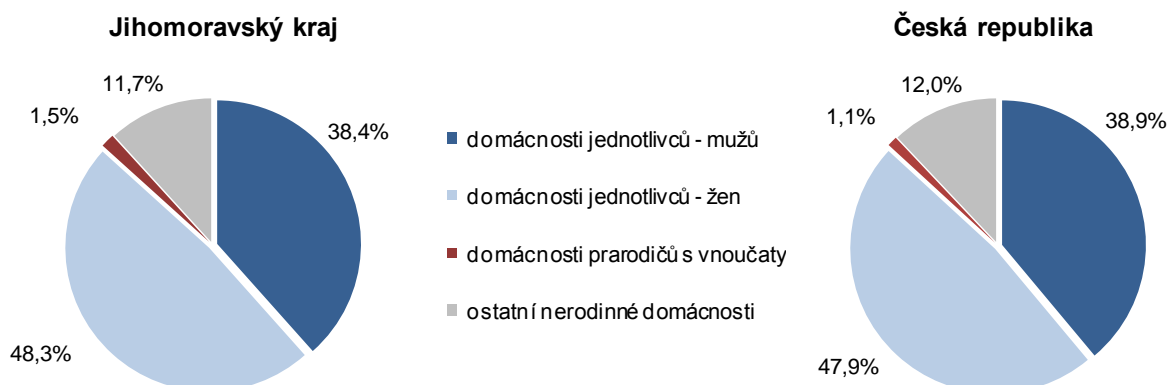 Jihomoravský kraj
11,7%
1,5%
38,4%
48,3%
domácnosti jednotlivců - mužů
domácnosti jednotlivců - žen
domácnosti prarodičů s vnoučaty
ostatní nerodinné domácnosti
Česká republika
12,0%
1,1%
38,9%
47,9%